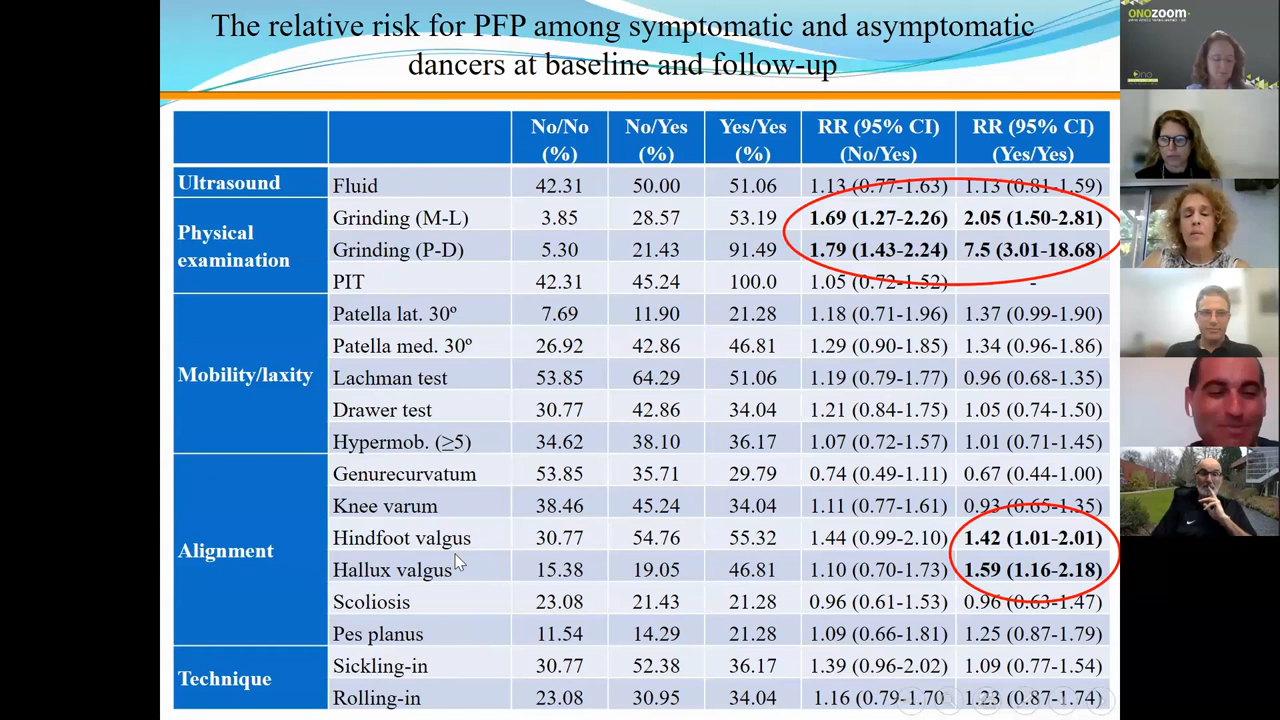 The relative risk for PFP among symptomatic and asymptomatic
dancers at baseline and follow-up
No/No (%) No/Yes (%) Yes/Yes (%) RR (95% CI) (No/Yes) RR (95% CI) (Yes/Yes)
Ultrasound Fluid 42.31 50.00 51.06 1.13 (0.77-1.63) 1.13 (0.81-1.59)
Physical examination Grinding (M-L) 3.85 28.57 53.19 1.69 (1.27-2.26) 2.05 (1.50-2.81)
Grinding (P-D) 5.30 21.43 91.49 1.79 (1.43-2.24) 7.5 (3.01-18.68)
PIT 42.31 45.24 100.0 1.05 (0.72-1.52) -
Mobility/laxity Patella lat. 30º 7.69 11.90 21.28 1.18 (0.71-1.96) 1.37 (0.99-1.90)
Patella med. 30º 26.92 42.86 46.81 1.29 (0.90-1.85) 1.34 (0.96-1.86)
Lachman test 53.85 64.29 51.06 1.19 (0.79-1.77) 0.96 (0.68-1.35)
Drawer test 30.77 42.86 34.04 1.21 (0.84-1.75) 1.05 (0.74-1.50)
Hypermob. (≥5) 34.62 38.10 36.17 1.07 (0.72-1.57) 1.01 (0.71-1.45)
Alignment Genurecurvatum 53.85 35.71 29.79 0.74 (0.49-1.11) 0.67 (0.44-1.00)
Knee varum 38.46 45.24 34.04 1.11 (0.77-1.61) 0.93 (0.65-1.35)
Hindfoot valgus 30.77 54.76 55.32 1.44 (0.99-2.10) 1.42 (1.01-2.01)
Hallux valgus 15.38 19.05 46.81 1.10 (0.70-1.73) 1.59 (1.16-2.18)
Scoliosis 23.08 21.43 21.28 0.96 (0.61-1.53) 0.96 (0.63-1.47)
Pes planus 11.54 14.29 21.28 1.09 (0.66-1.81) 1.25 (0.87-1.79)
Technique Sickling-in 30.77 52.38 36.17 1.39 (0.96-2.02) 1.09 (0.77-1.54)
Rolling-in 23.08 30.95 34.04 1.16 (0.79-1.70 1.23 (0.87-1.74)
onozoom